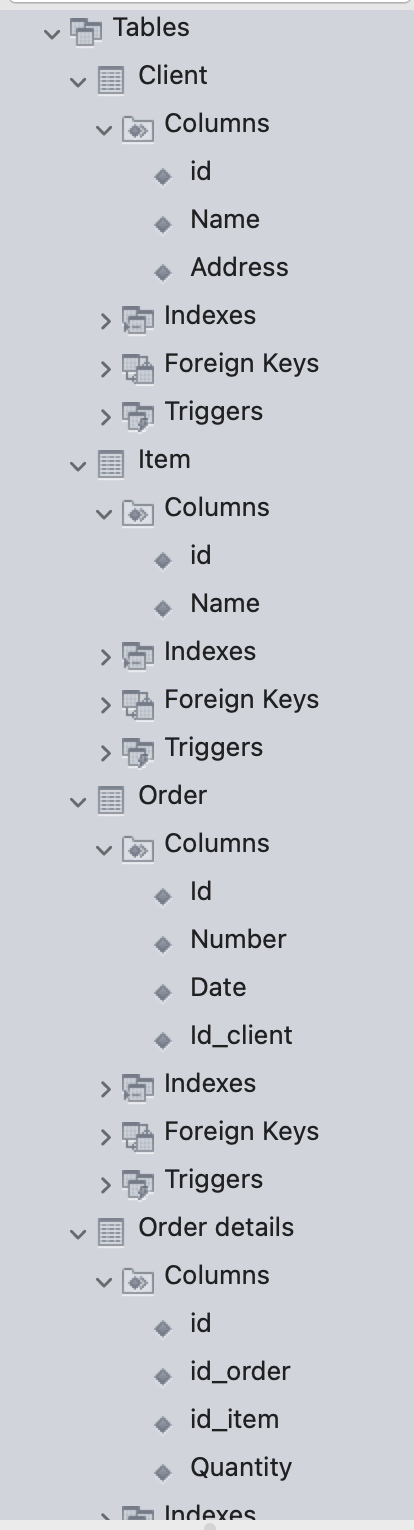 Tables
Client
Columns
id
Name
Address
Indexes
Foreign Keys
Triggers
Item
Columns
id
Name
Indexes
Foreign Keys
Triggers
Order
Columns
Id
Number
Date
Id_client
Indexes
Foreign Keys
Triggers
Order details
Columns
id
id_order
id_item
Quantity
Indexes